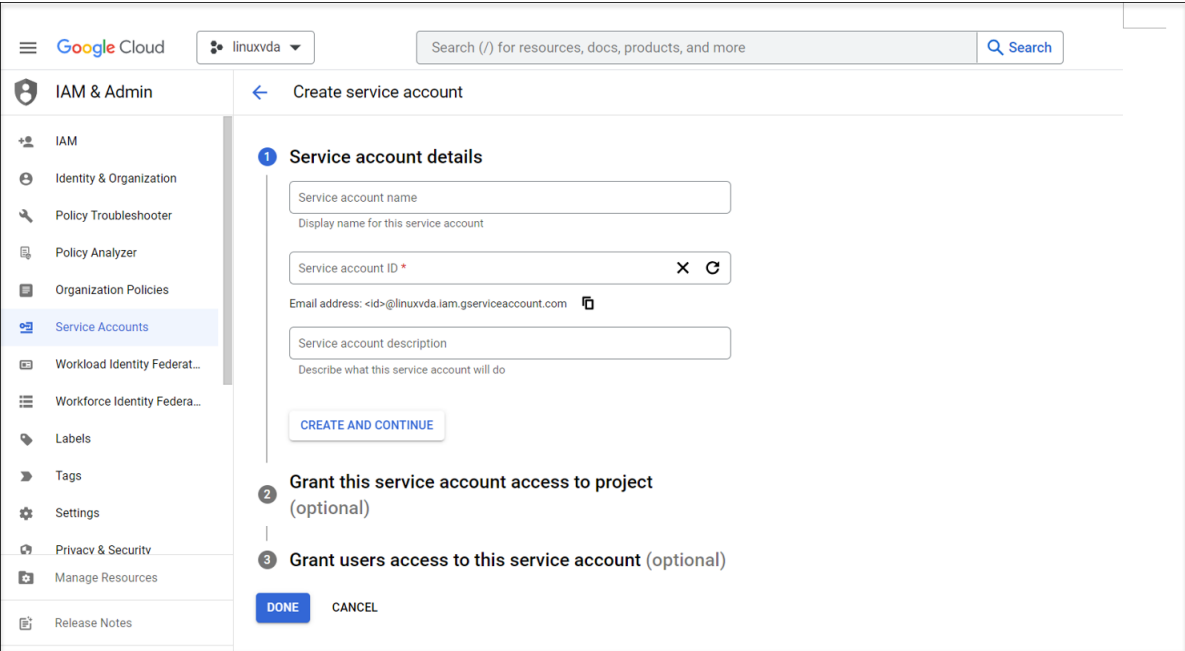 Google Cloud
linuxvda
Search (/) for resources, docs, products, and more
Search
IAM & Admin
Create service account
IAM
Identity & Organization
Policy Troubleshooter
Policy Analyzer
Organization Policies
Service Accounts
Workload Identity Federat...
Workforce Identity Federa...
Labels
Tags
Settings
Privacy & Security
Manage Resources
Release Notes
1 Service account details
Service account name
Display name for this service account
Service account ID *
Email address: <id>@linuxvda.iam.gserviceaccount.com
Service account description
Describe what this service account will do
CREATE AND CONTINUE
2 Grant this service account access to project
(optional)
3 Grant users access to this service account (optional)
DONE CANCEL